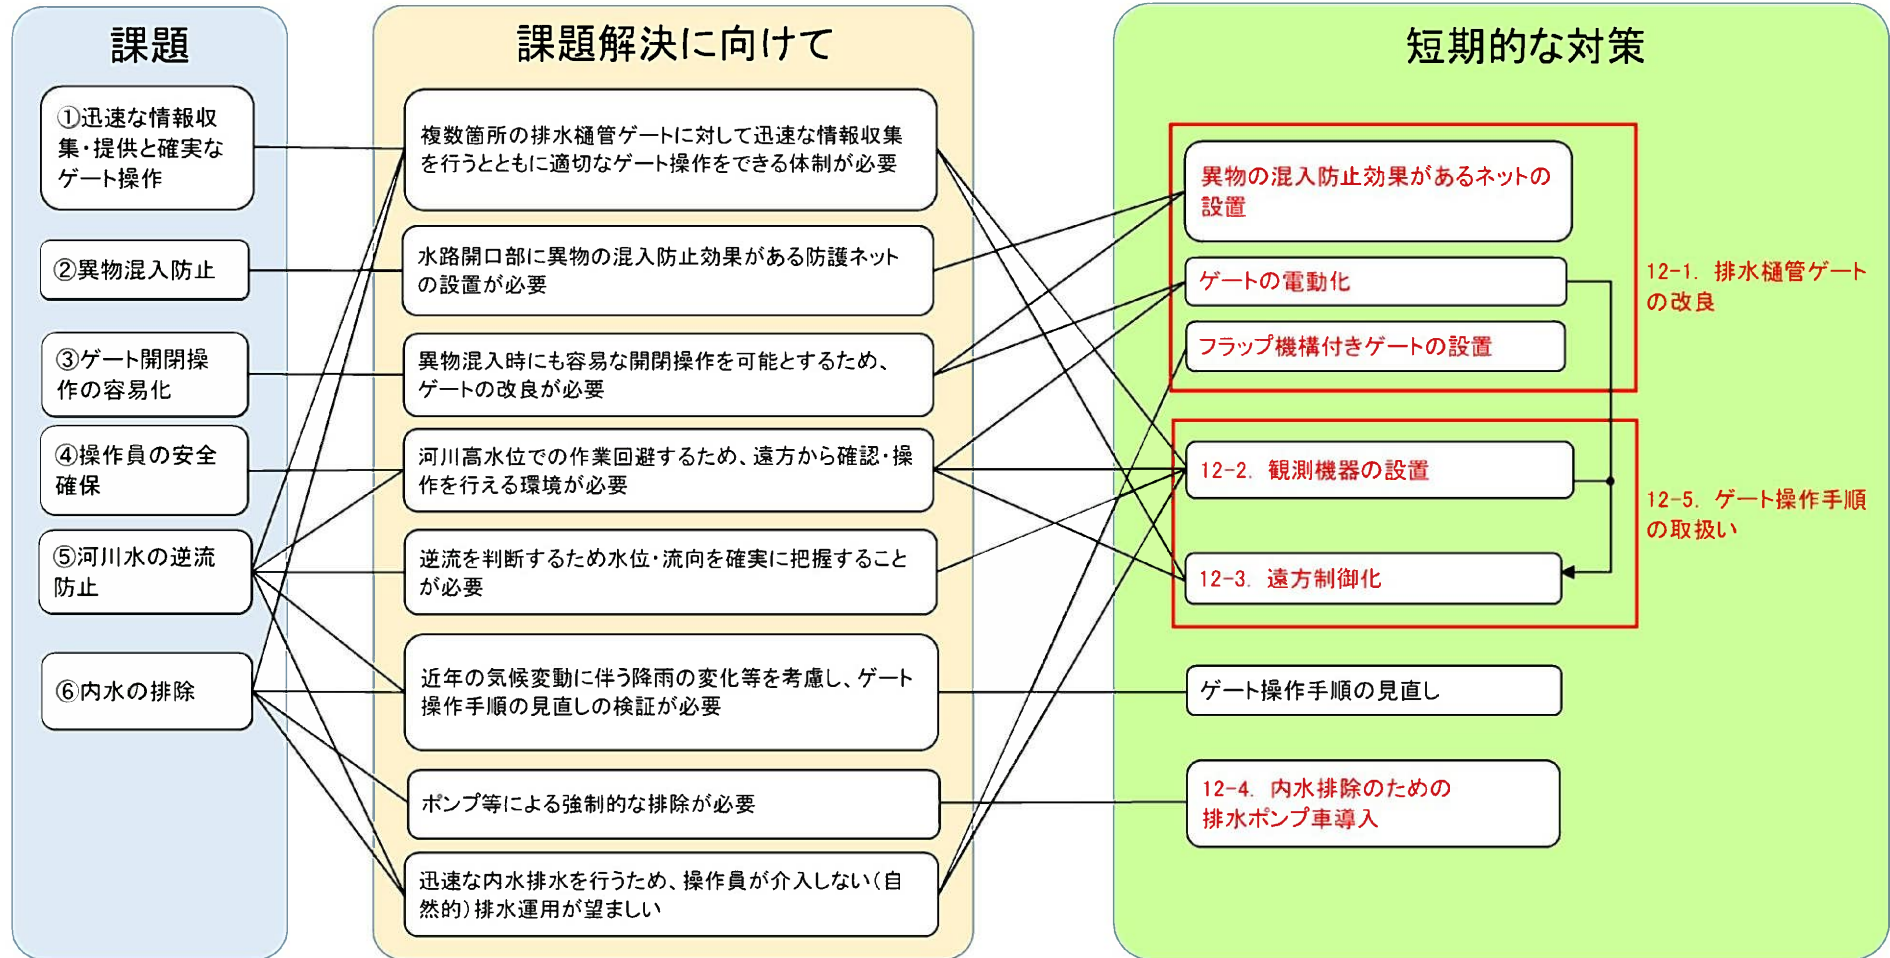 課題
①迅速な情報収
集・提供と確実な
ゲート操作
②異物混入防止
③ゲート開閉操
作の容易化
④操作員の安全
確保
⑤河川水の逆流
防止
⑥内水の排除
課題解決に向けて
複数箇所の排水樋管ゲートに対して迅速な情報収集
を行うとともに適切なゲート操作をできる体制が必要
水路開口部に異物の混入防止効果がある防護ネット
の設置が必要
異物混入時にも容易な開閉操作を可能とするため、
ゲートの改良が必要
河川高水位での作業回避するため、遠方から確認・操
作を行える環境が必要
逆流を判断するため水位・流向を確実に把握すること
が必要
近年の気候変動に伴う降雨の変化等を考慮し、ゲート
操作手順の見直しの検証が必要
ポンプ等による強制的な排除が必要
迅速な内水排水を行うため、操作員が介入しない（自
然的）排水運用が望ましい
短期的な対策
異物の混入防止効果があるネットの
設置
ゲートの電動化
フラップ機構付きゲートの設置
12-1. 排水樋管ゲート
の改良
12-2. 観測機器の設置
12-3. 遠方制御化
12-5. ゲート操作手順
の取扱い
ゲート操作手順の見直し
12-4. 内水排除のための
排水ポンプ車導入